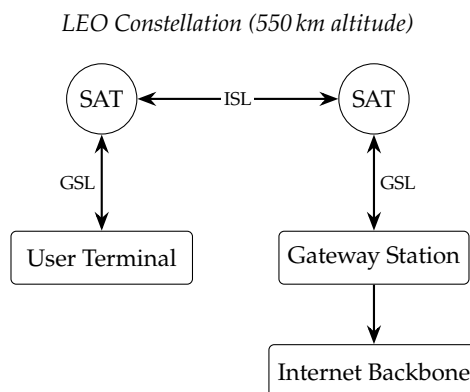 LEO Constellation (550 km altitude)
SAT
ISL
SAT
GSL
GSL
User Terminal
Gateway Station
Internet Backbone